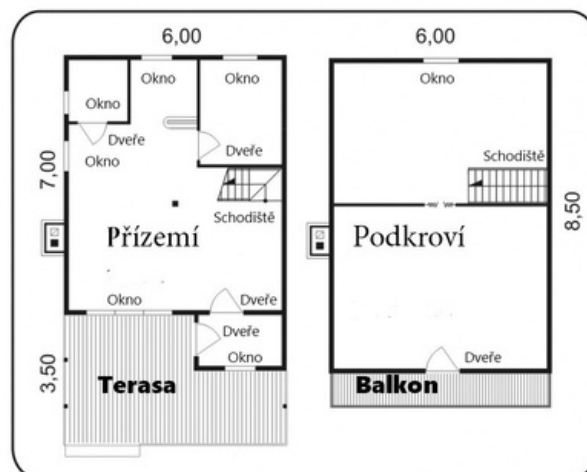 6,00
6,00
Okno
Okno
Okno
Okno
Dveře
Okno
Dveře
7,00
Schodiště
Schodiště
Přízemí
Podkroví
8,50
Okno
Dveře
Dveře
Okno
Dveře
3,50
Terasa
Balkon